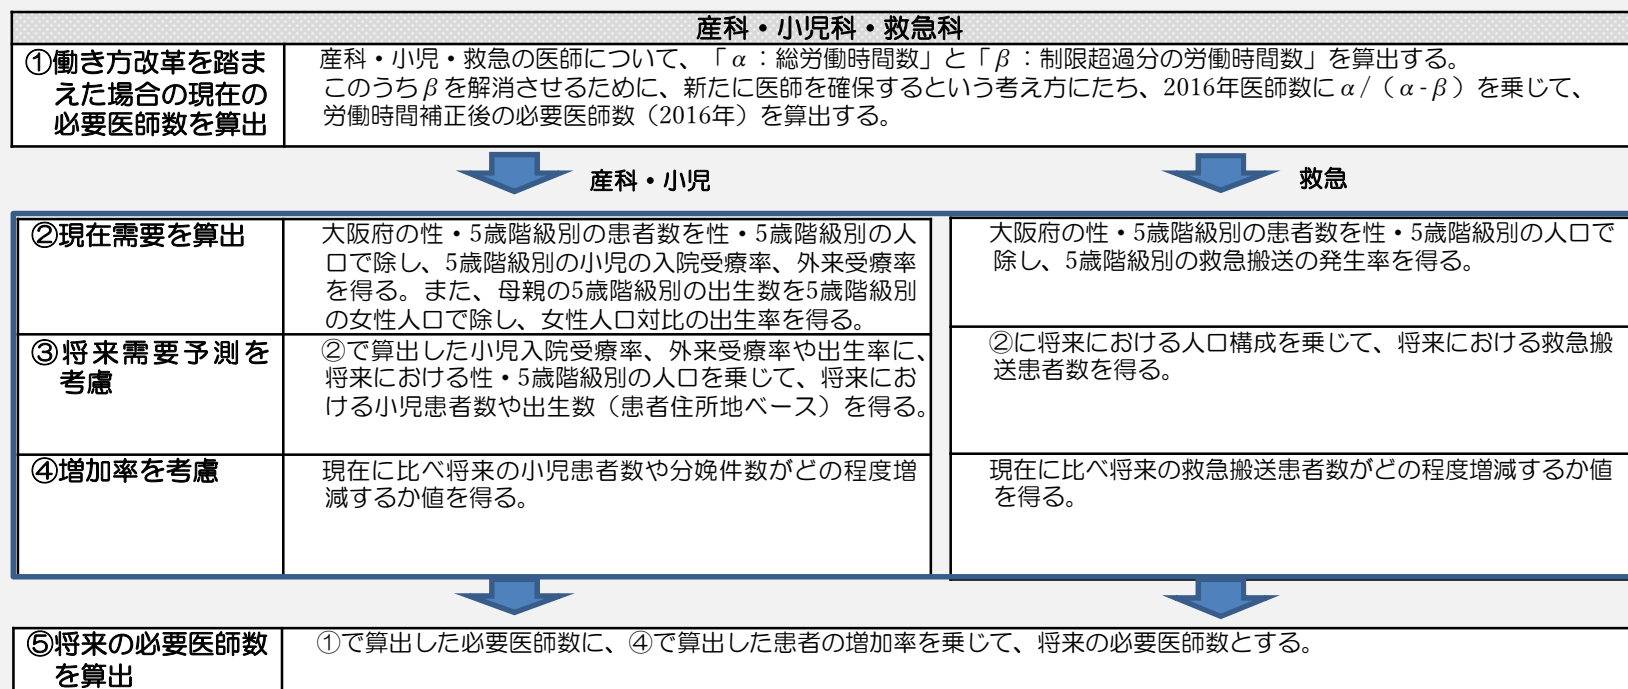 産科・小児科・救急科
①働き方改革を踏ま
えた場合の現在の
必要医師数を算出
産科・小児・救急の医師について、「α：総労働時間数」と「β：制限超過分の労働時間数」を算出する。
このうちβを解消させるために、新たに医師を確保するという考え方にたち、2016年医師数にα/（α-β）を乗じて、
労働時間補正後の必要医師数（2016年）を算出する。
産科・小児
救急
②現在需要を算出
大阪府の性・5歳階級別の患者数を性・5歳階級別の人
口で除し、5歳階級別の小児の入院受療率、外来受療率
を得る。また、母親の5歳階級別の出生数を5歳階級別
の女性人口で除し、女性人口対比の出生率を得る。
大阪府の性・5歳階級別の患者数を性・5歳階級別の人口で
除し、5歳階級別の救急搬送の発生率を得る。
③将来需要予測を
考慮
②で算出した小児入院受療率、外来受療率や出生率に、
将来における性・5歳階級別の人口を乗じて、将来にお
ける小児患者数や出生数（患者住所地ベース）を得る。
②に将来における人口構成を乗じて、将来における救急搬
送患者数を得る。
④増加率を考慮
現在に比べ将来の小児患者数や分娩件数がどの程度増
減するか値を得る。
現在に比べ将来の救急搬送患者数がどの程度増減するか値
を得る。
⑤将来の必要医師数
を算出
①で算出した必要医師数に、④で算出した患者の増加率を乗じて、将来の必要医師数とする。